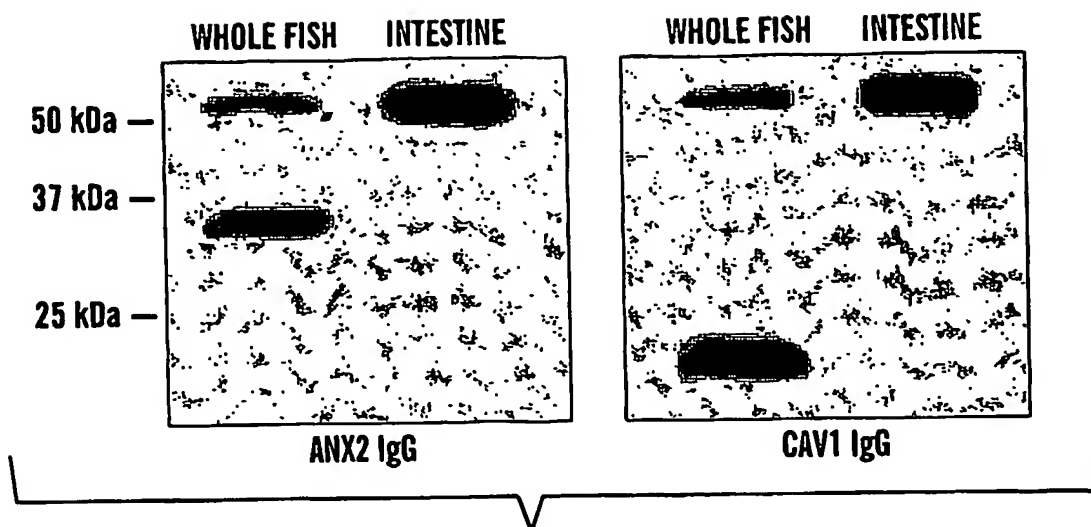 WHOLE FISH INTESTINE WHOLE FISH INTESTINE
50 kDa –
37 kDa –
25 kDa –
ANX2 IgG CAV1 IgG